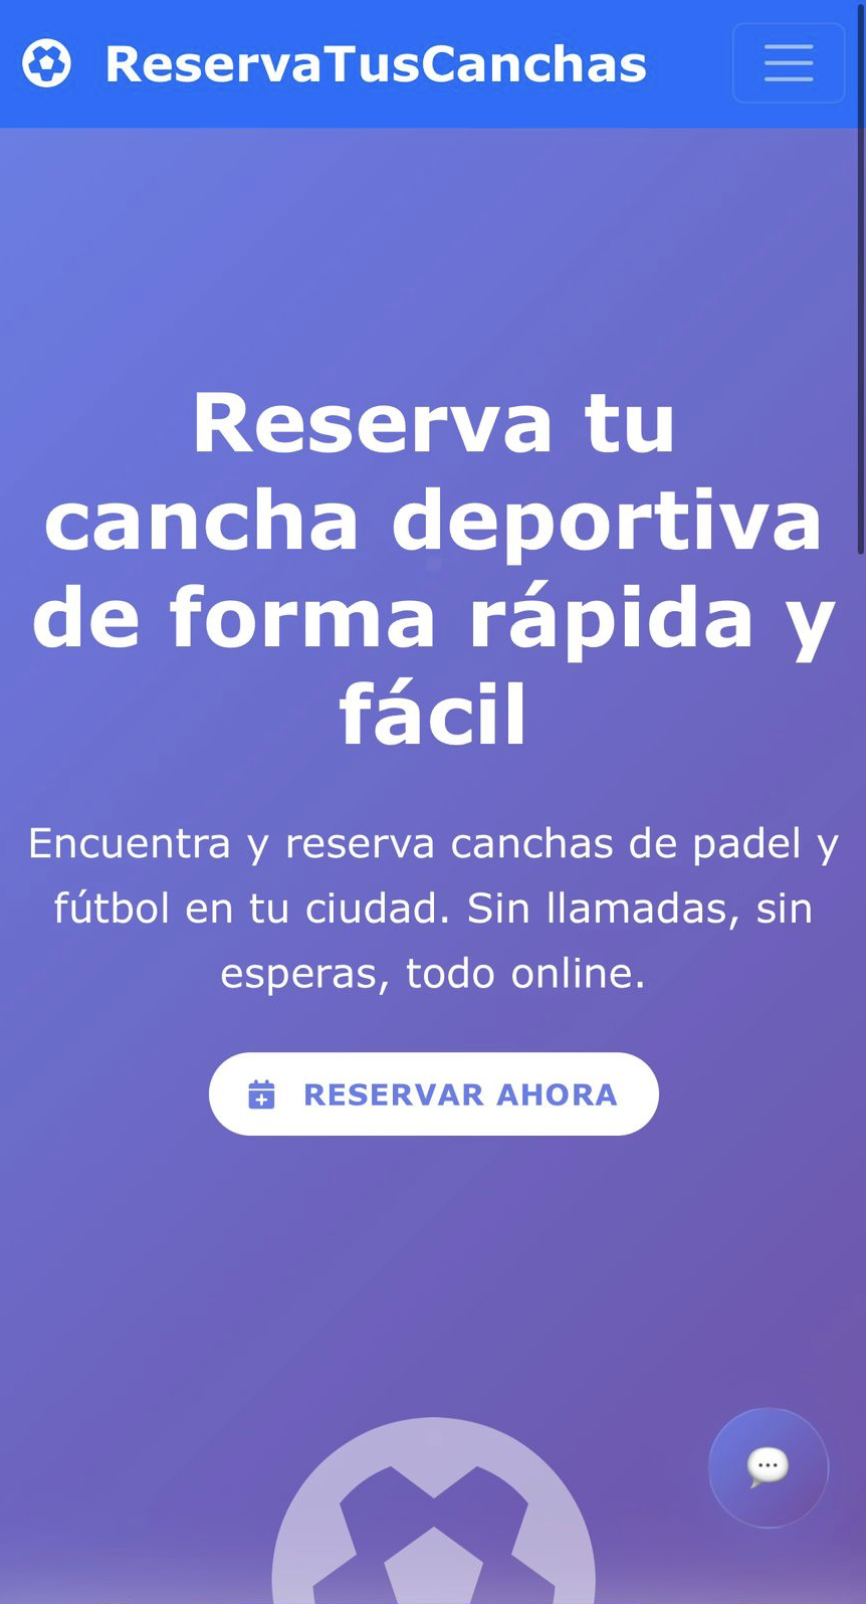 ReservaTusCanchas
Reserva tu
cancha deportiva
de forma rápida y
fácil
Encuentra y reserva canchas de padel y
fútbol en tu ciudad. Sin llamadas, sin
esperas, todo online.
RESERVAR AHORA